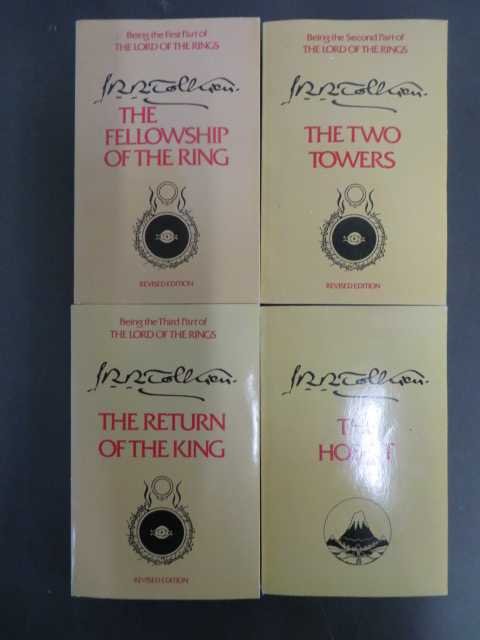 Being the First Part of
THE LORD OF THE RINGS
J.R.R. Tolkien.
THE
FELLOWSHIP
OF THE RING
REVISED EDITION
Being the Second Part of
THE LORD OF THE RINGS
J.R.R. Tolkien.
THE TWO
TOWERS
REVISED EDITION
Being the Third Part of
THE LORD OF THE RINGS
J.R.R. Tolkien.
THE RETURN
OF THE KING
REVISED EDITION
J.R.R. Tolkien.
THE
HOBBIT